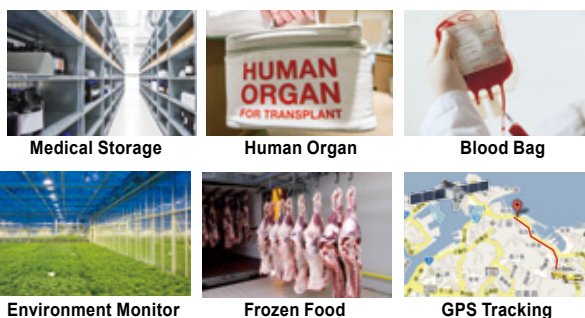 HUMAN
ORGAN
FOR TRANSPLANT
Medical Storage
Human Organ
Blood Bag
Environment Monitor
Frozen Food
GPS Tracking